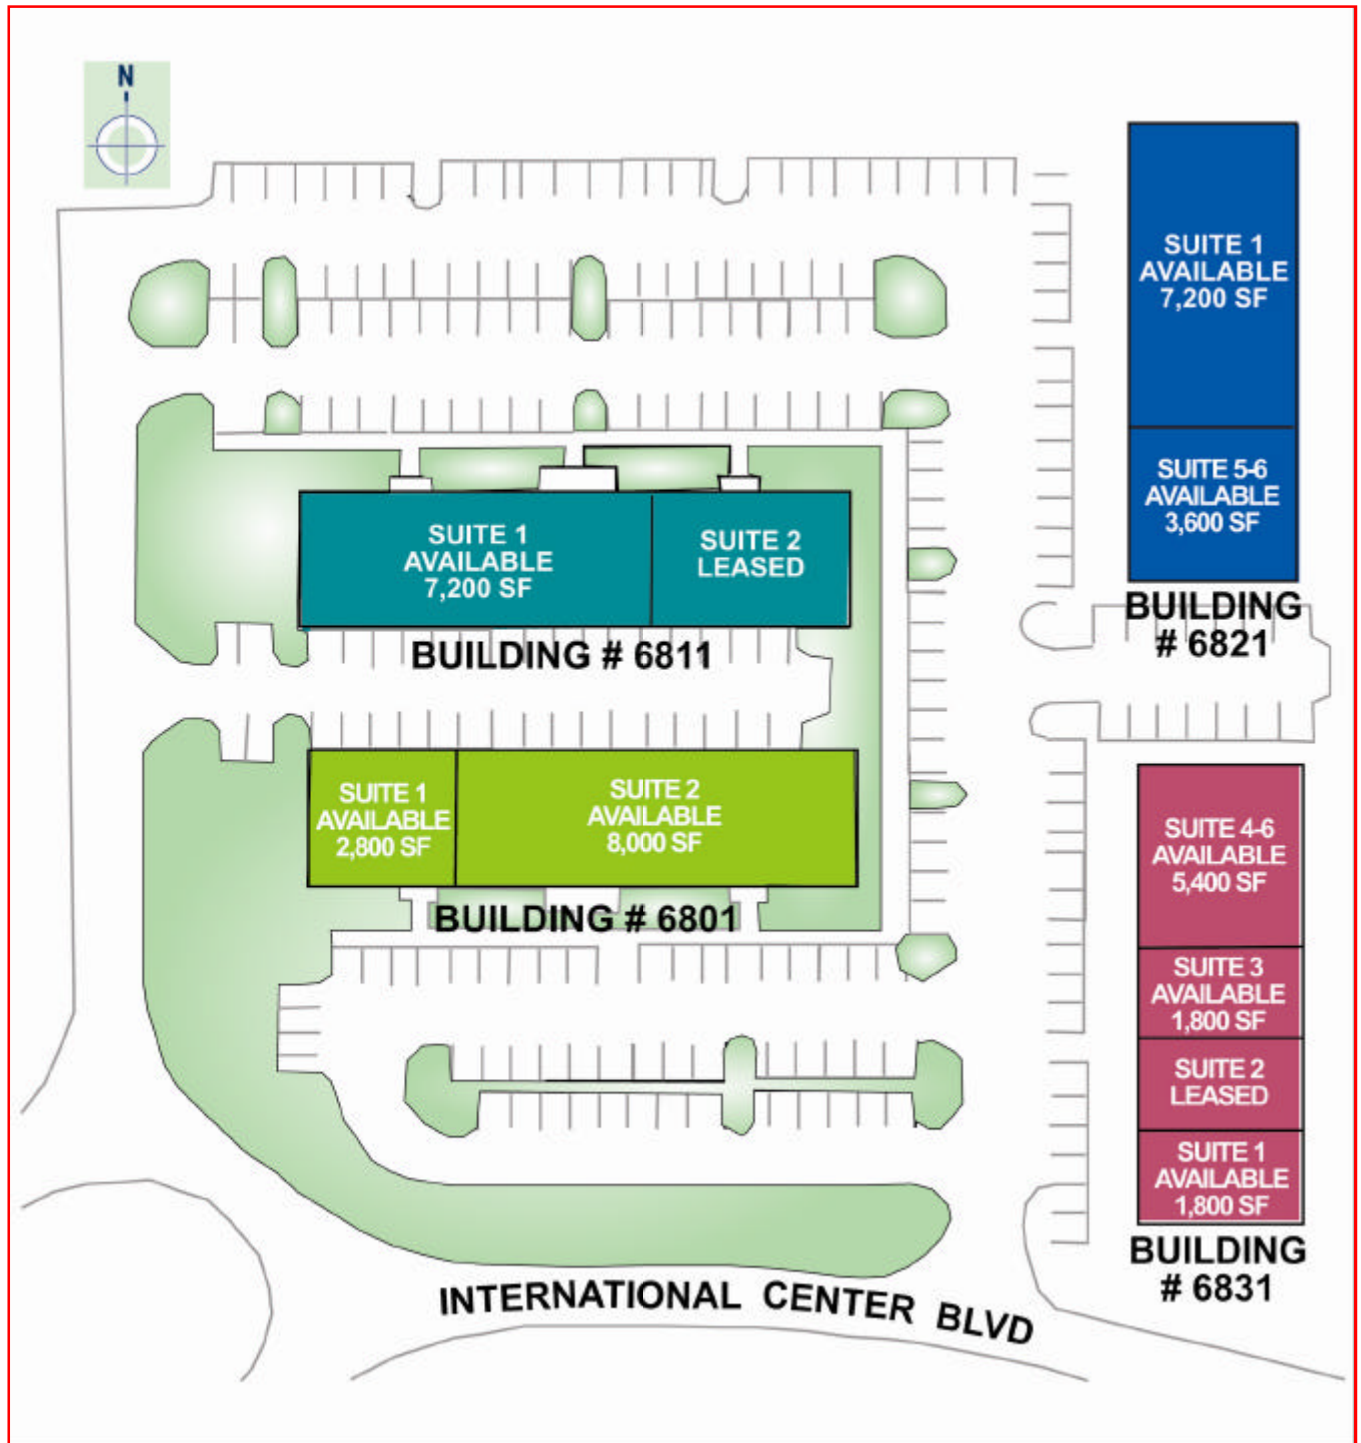 N
SUITE 1
AVAILABLE
7,200 SF
SUITE 5-6
AVAILABLE
3,600 SF
BUILDING
# 6821
SUITE 1
AVAILABLE
7,200 SF
SUITE 2
LEASED
BUILDING # 6811
SUITE 1
AVAILABLE
2,800 SF
SUITE 2
AVAILABLE
8,000 SF
BUILDING # 6801
SUITE 4-6
AVAILABLE
5,400 SF
SUITE 3
AVAILABLE
1,800 SF
SUITE 2
LEASED
SUITE 1
AVAILABLE
1,800 SF
BUILDING
# 6831
INTERNATIONAL CENTER BLVD